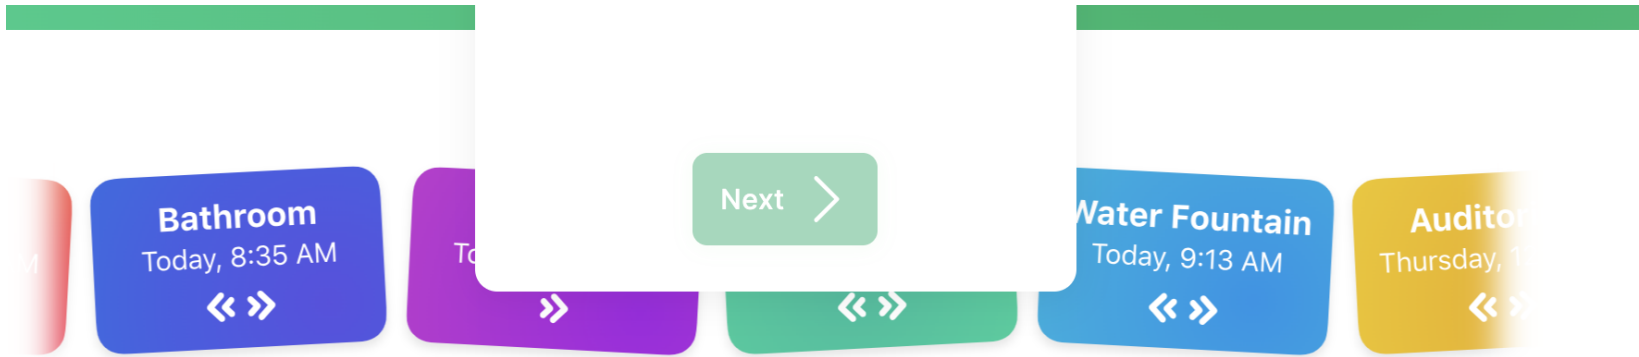 Next
Bathroom
Today, 8:35 AM
Water Fountain
Today, 9:13 AM
Thursday,